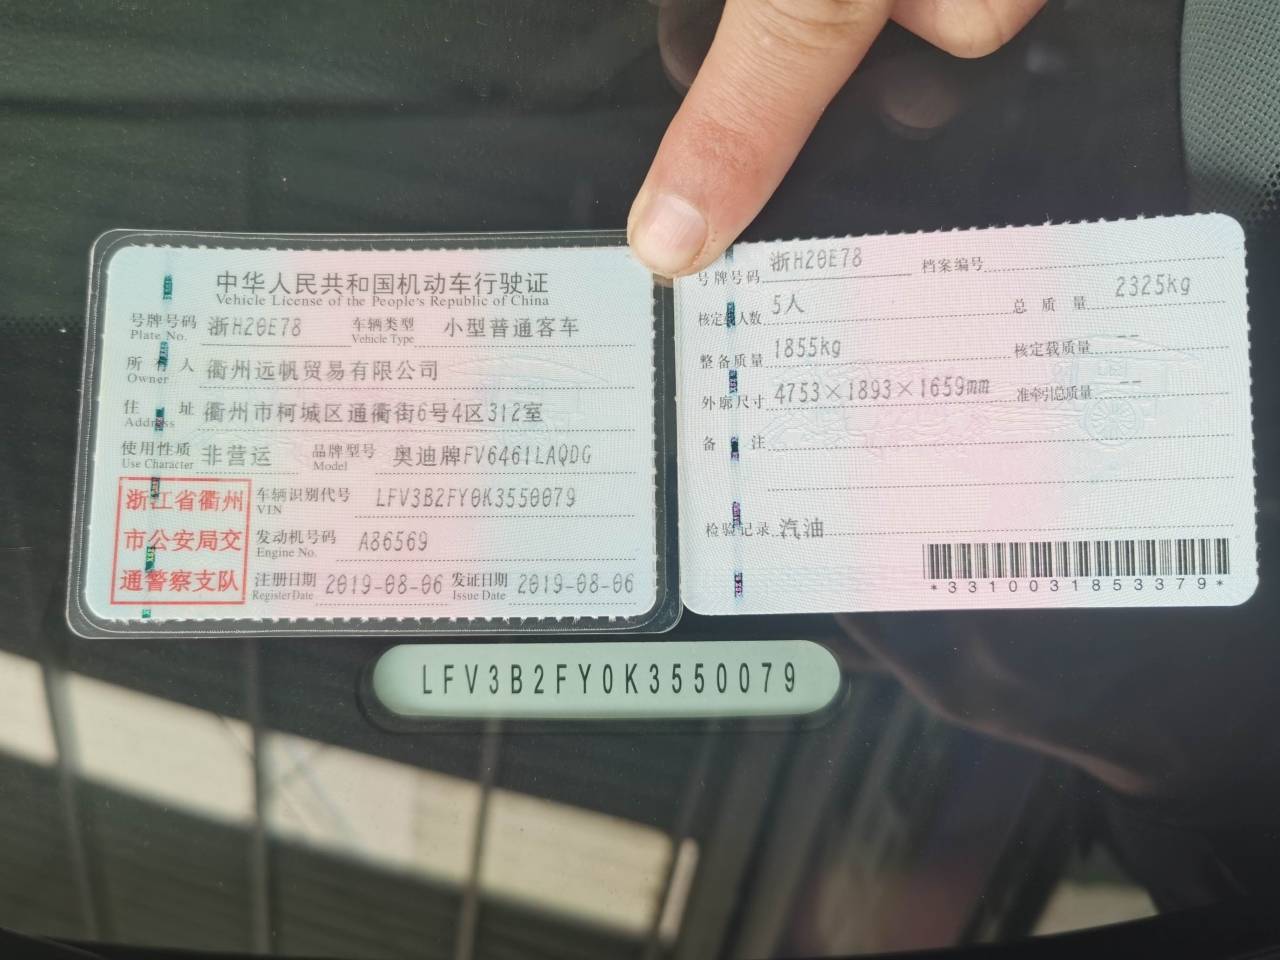 中华人民共和国机动车行驶证
Vehicle License of the People's Republic of China
号牌号码 浙H20E78 车辆类型 小型普通客车
Plate No. Vehicle Type
所有人 衢州远帆贸易有限公司
Owner
住址 衢州市柯城区通衢街6号4区312室
Address
使用性质 非营运 品牌型号 奥迪牌FV6461LAQDG
Use Character Model
浙江省衢州
市公安局交
通警察支队
车辆识别代号 LFV3B2FY0K3550079
VIN
发动机号码 A86569
Engine No.
注册日期 2019-08-06 发证日期 2019-08-06
Register Date Issue Date
号牌号码 浙H20E78 档案编号
核定载人数 5人 总质量 2325kg
整备质量 1855kg 核定载质量 --
外廓尺寸 4753×1893×1659mm 准牵引总质量 --
备注
检验记录 汽油
*3310031853379*
LFV3B2FY0K3550079